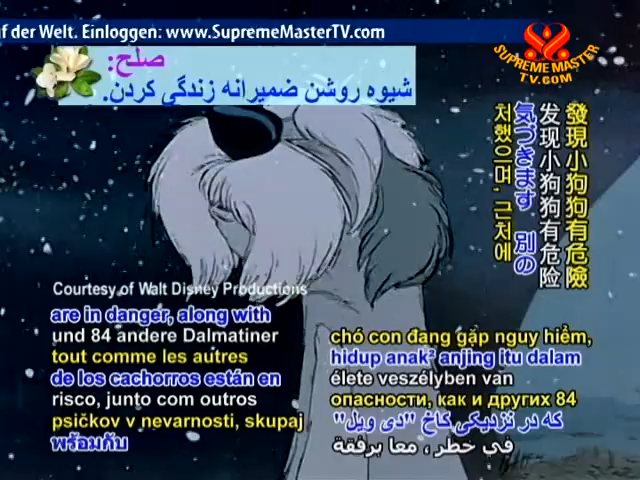 f der Welt. Einloggen: www.SupremeMasterTV.com
SUPREME MASTER
TV.COM
صلح:
شیوه روشن ضمیرانه زندگی کردن.
發現小狗狗有危險
发现小狗狗有危险
気づきます 別の
처했으며, 근처에
Courtesy of Walt Disney Productions
are in danger, along with
und 84 andere Dalmatiner
tout comme les autres
de los cachorros están en
risco, junto com outros
psičkov v nevarnosti, skupaj
พร้อมกับ
chó con đang gặp nguy hiểm,
hidup anak² anjing itu dalam
élete veszélyben van
опасности, как и других 84
که در نزدیکی کاخ "دی ویل"
في خطر ، معا برفقة